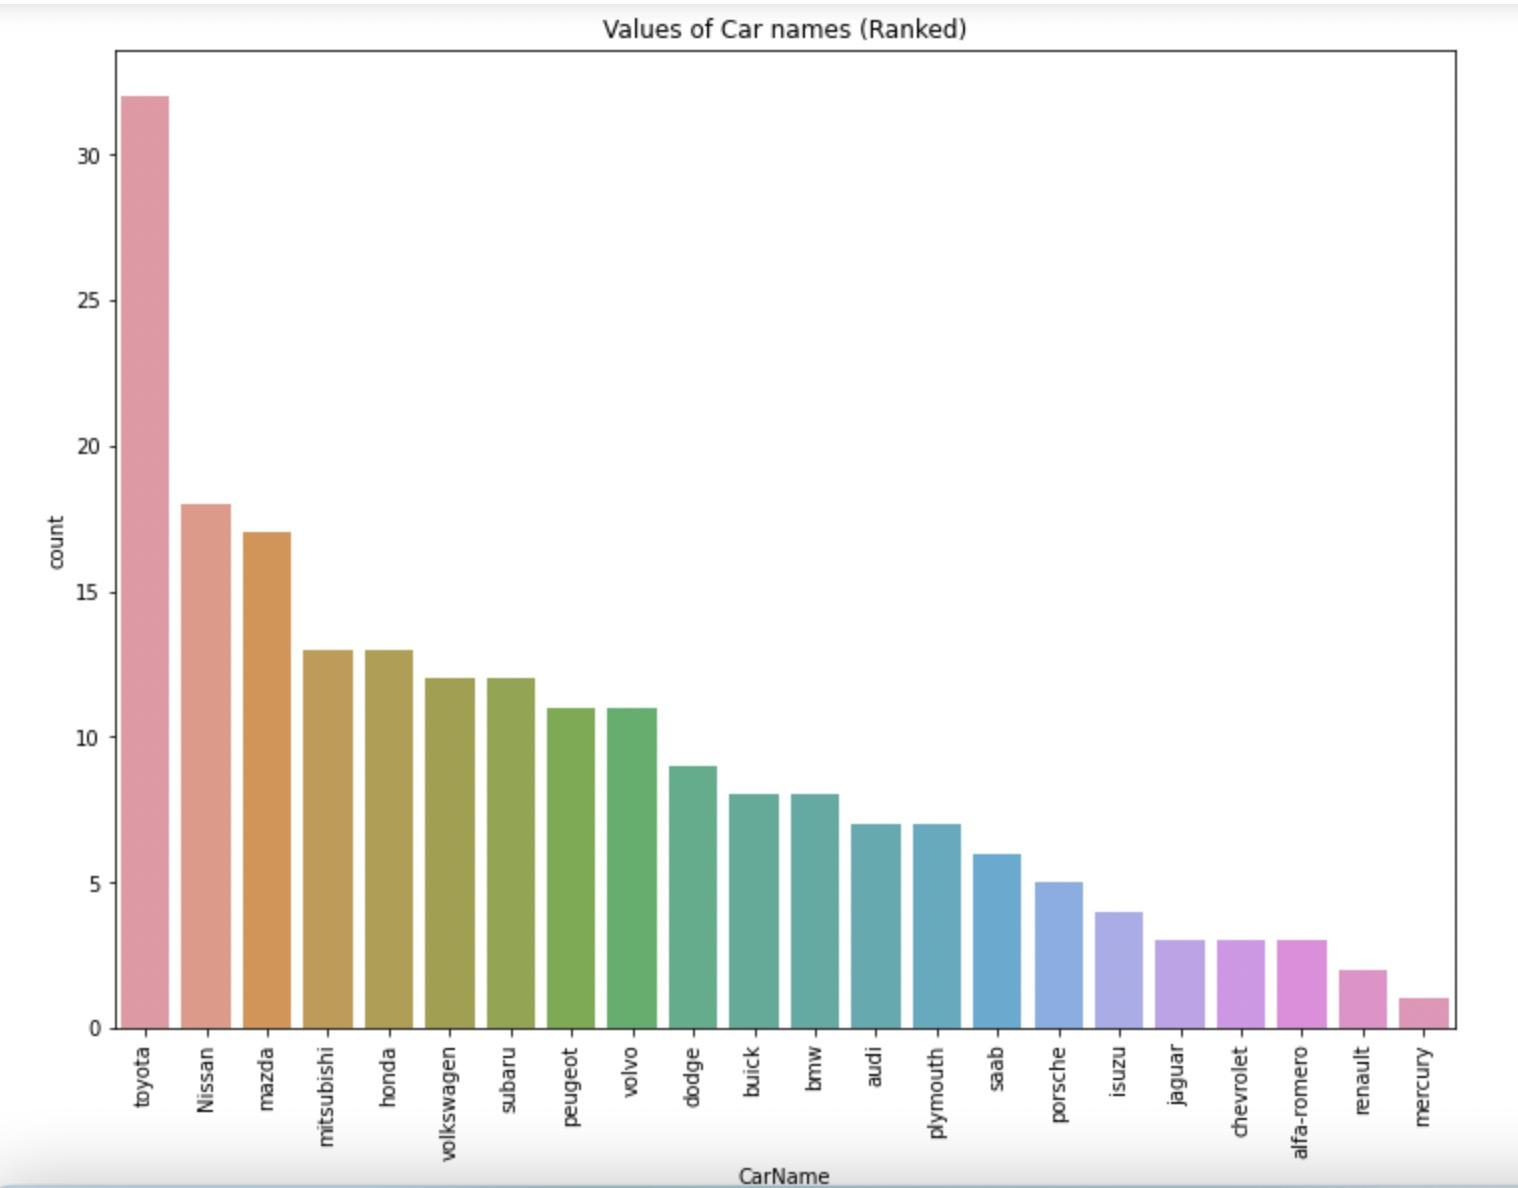 Values of Car names (Ranked)
30
25
20
15
10
5
0
count
toyota
Nissan
mazda
mitsubishi
honda
volkswagen
subaru
peugeot
volvo
dodge
buick
bmw
audi
plymouth
saab
porsche
isuzu
jaguar
chevrolet
alfa-romero
renault
mercury
CarName